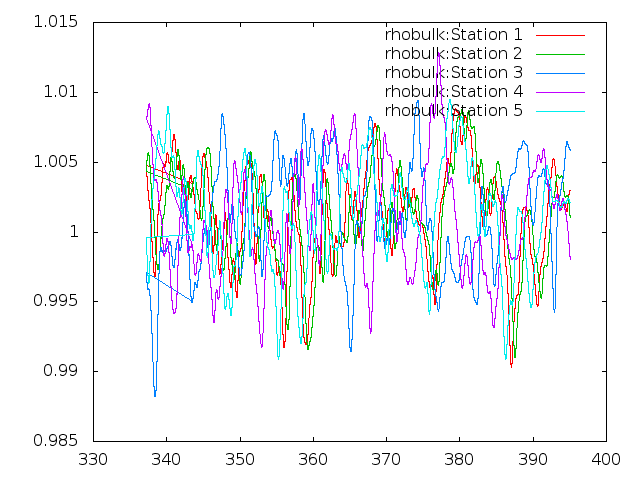 1.015
1.01
1.005
1
0.995
0.99
0.985
330 340 350 360 370 380 390 400
rhobulk:Station 1
rhobulk:Station 2
rhobulk:Station 3
rhobulk:Station 4
rhobulk:Station 5